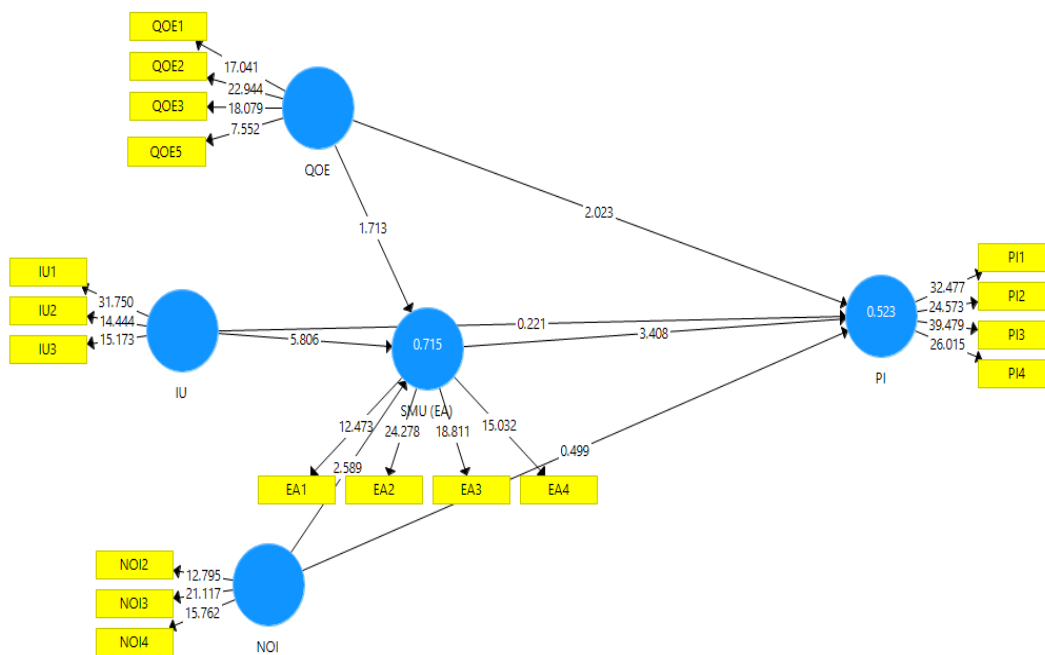 QOE1
17.041
QOE2
22.944
QOE3
18.079
7.552
QOE5
QOE
2.023
1.713
IU1
31.750
IU2
14.444
IU3
15.173
IU
0.221
5.806
3.408
0.715
SMU (EA)
0.523
PI
PI1
32.477
PI2
24.573
PI3
39.479
26.015
PI4
12.473
24.278
18.811
15.032
2.589
0.499
EA1
EA2
EA3
EA4
NOI2
12.795
NOI3
21.117
15.762
NOI4
NOI